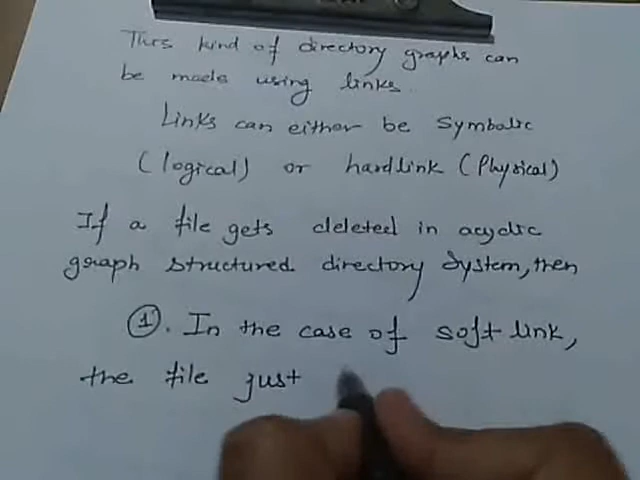 This kind of directory graphs can
be made using links.
Links can either be symbolic
(logical) or hardlink (Physical)
If a file gets deleted in acyclic
graph structured directory system, then
①. In the case of soft link,
the file just